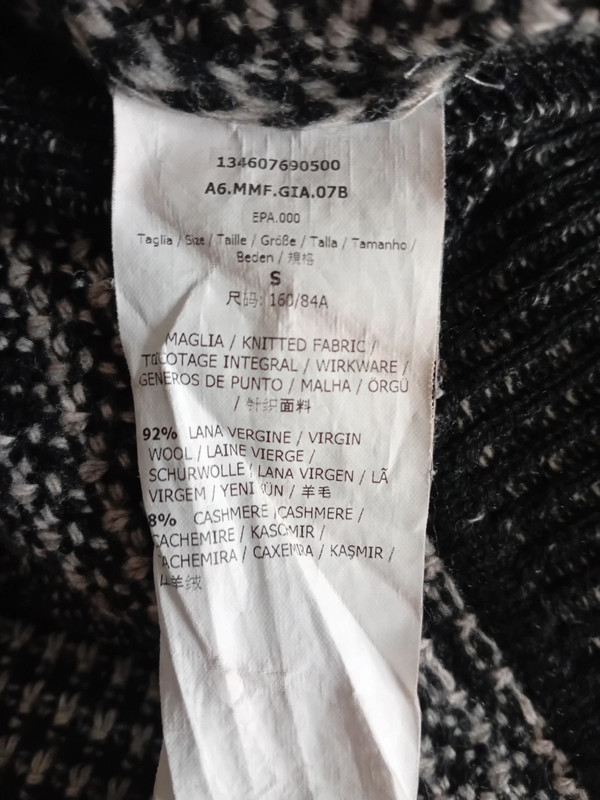 134607690500
A6.MMF.GIA.07B
EPA.000
Taglia / Size / Taille / Größe / Talla / Tamanho /
Beden / 規格
S
尺码: 160/84A
MAGLIA / KNITTED FABRIC /
TRICOTAGE INTEGRAL / WIRKWARE /
GENEROS DE PUNTO / MALHA / ÖRGÜ
/ 针织面料
92% LANA VERGINE / VIRGIN
WOOL / LAINE VIERGE /
SCHURWOLLE / LANA VIRGEN / LÃ
VIRGEM / YENI YÜN / 羊毛
8% CASHMERE / CASHMERE /
CACHEMIRE / KASCHMIR /
CACHEMIRA / CAXEMIRA / KAŞMIR /
山羊绒